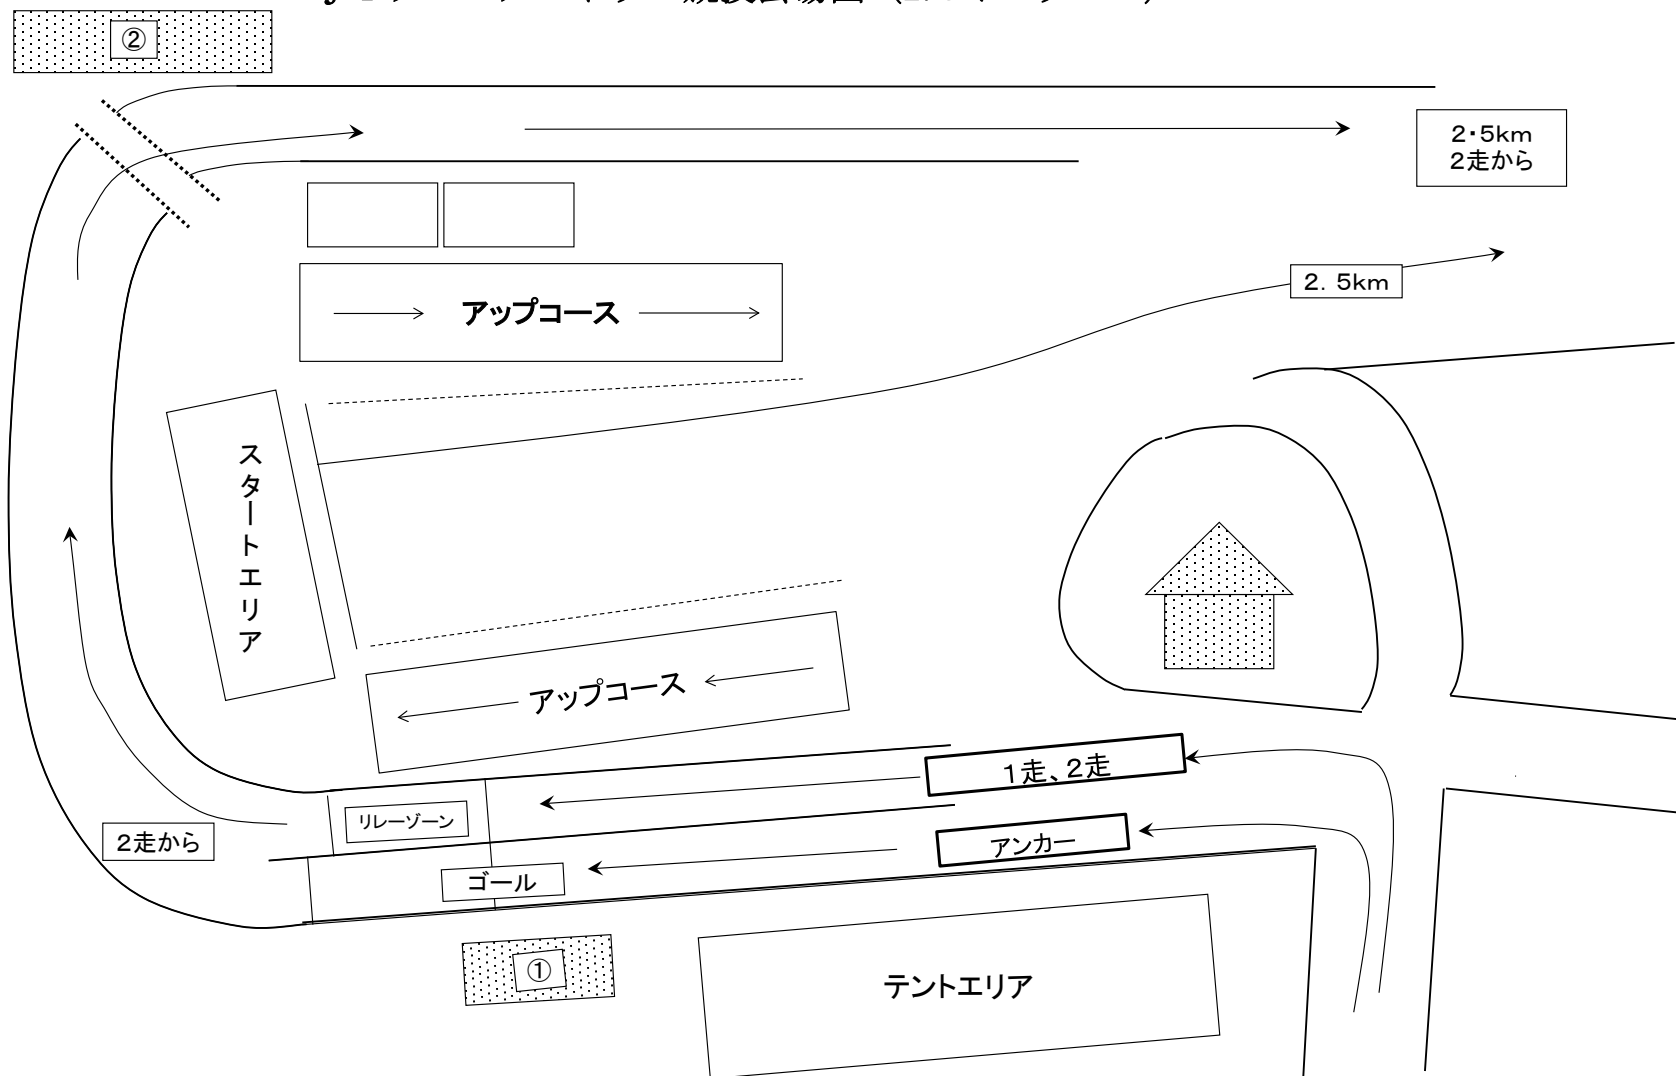 ②
2・5km
2走から
2．5km
アップコース
スタートエリア
アップコース
1走、2走
リレーゾーン
アンカー
2走から
ゴール
①
テントエリア